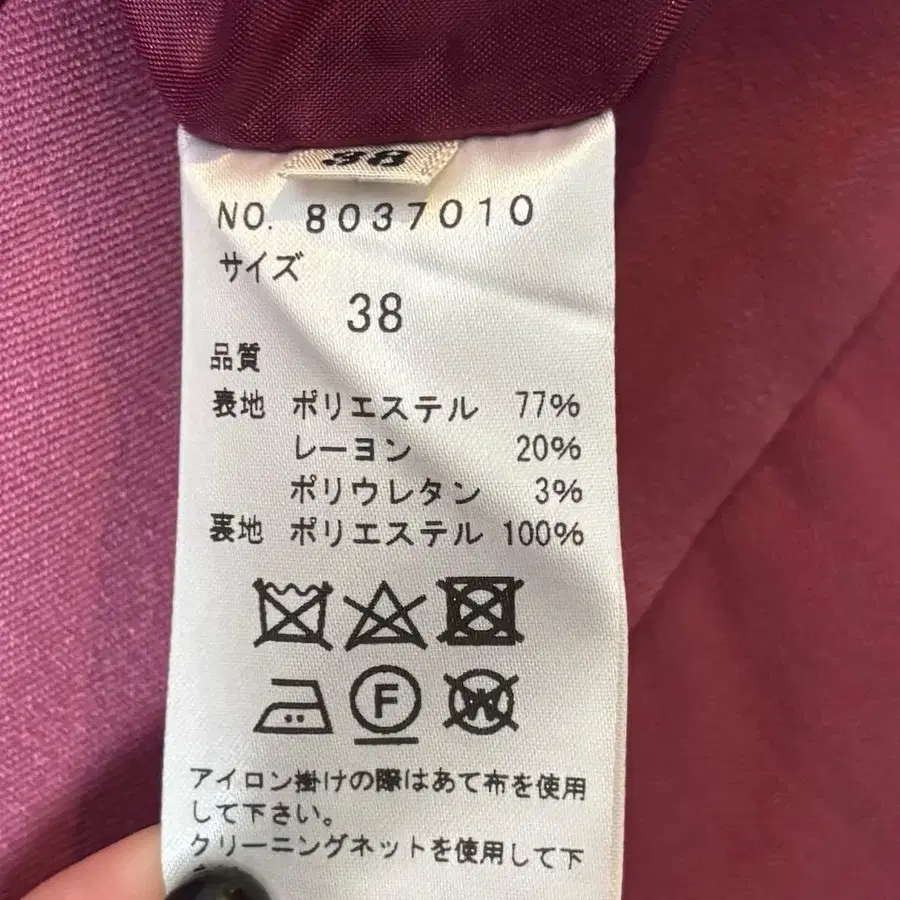 38
NO. 8037010
サイズ
38
品質
表地 ポリエステル 77%
レーヨン 20%
ポリウレタン 3%
裏地 ポリエステル 100%
F W
アイロン掛けの際はあて布を使用
して下さい。
クリーニングネットを使用して下